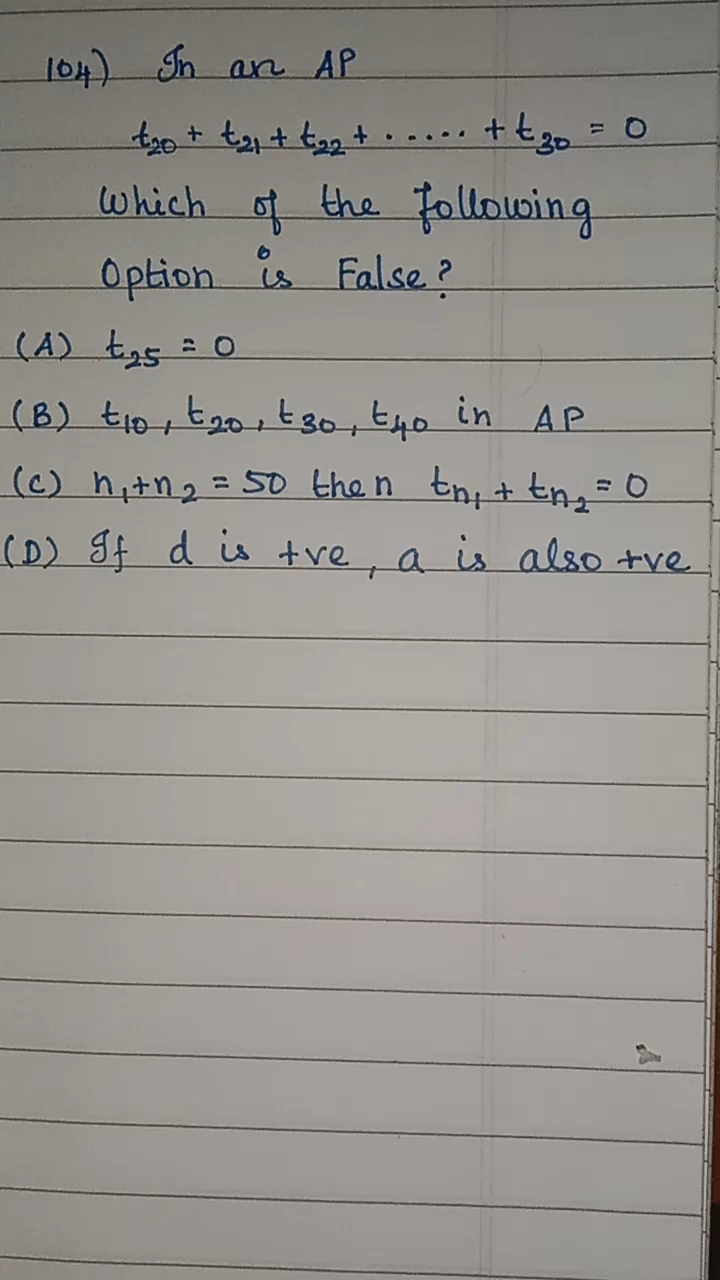 104) In an AP
t₂₀ + t₂₁ + t₂₂ + ...... + t₃₀ = 0
Which of the following
Option is False?
(A) t₂₅ = 0
(B) t₁₀, t₂₀, t₃₀, t₄₀ in AP
(C) n₁+n₂ = 50 then tn₁ + tn₂ = 0
(D) If d is +ve, a is also +ve